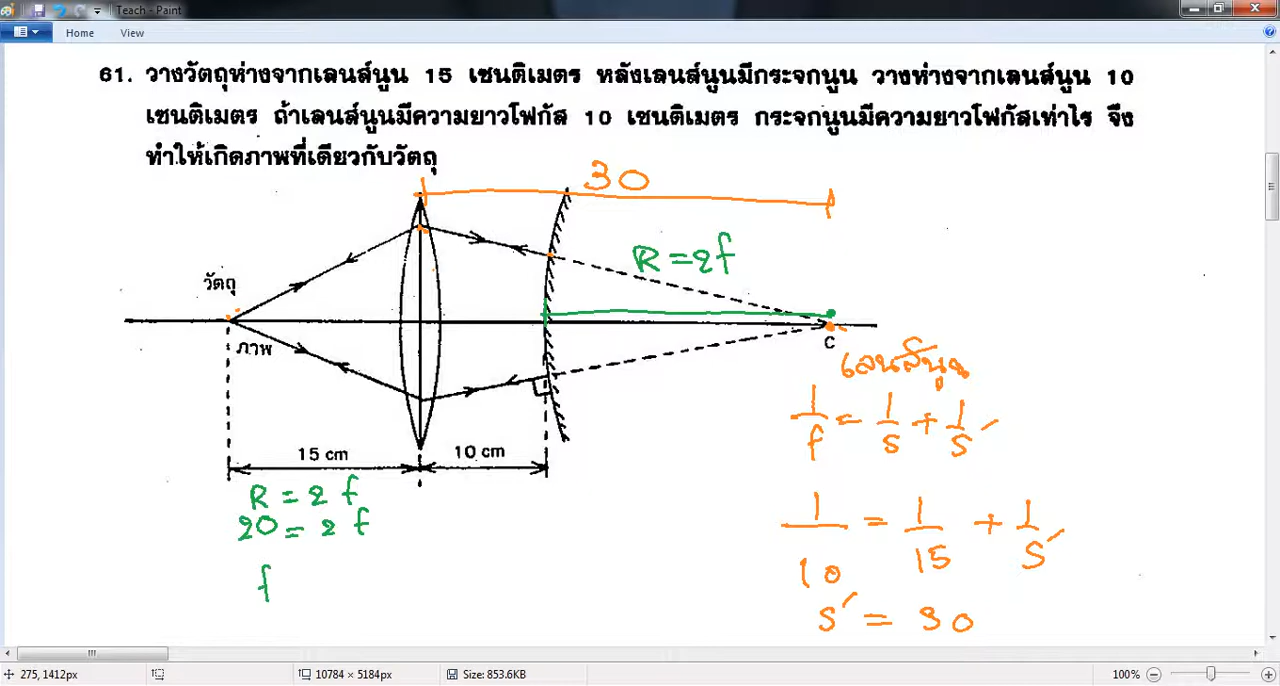 Teach - Paint
Home View
61. วางวัตถุห่างจากเลนส์นูน 15 เซนติเมตร หลังเลนส์นูนมีกระจกนูน วางห่างจากเลนส์นูน 10
เซนติเมตร ถ้าเลนส์นูนมีความยาวโฟกัส 10 เซนติเมตร กระจกนูนมีความยาวโฟกัสเท่าไร จึง
ทำให้เกิดภาพที่เดียวกับวัตถุ
30
R = 2f
วัตถุ
ภาพ
C
เลนส์นูน
1/f = 1/s + 1/s′
15 cm
10 cm
R = 2 f
20 = 2 f
f
1/10 = 1/15 + 1/s′
s′ = 30
275, 1412px
10784 × 5184px
Size: 853.6KB
100%